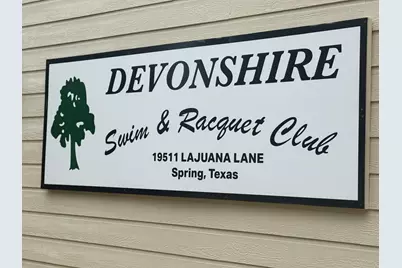 DEVONSHIRE
Swim & Racquet Club
19511 LAJUANA LANE
Spring, Texas